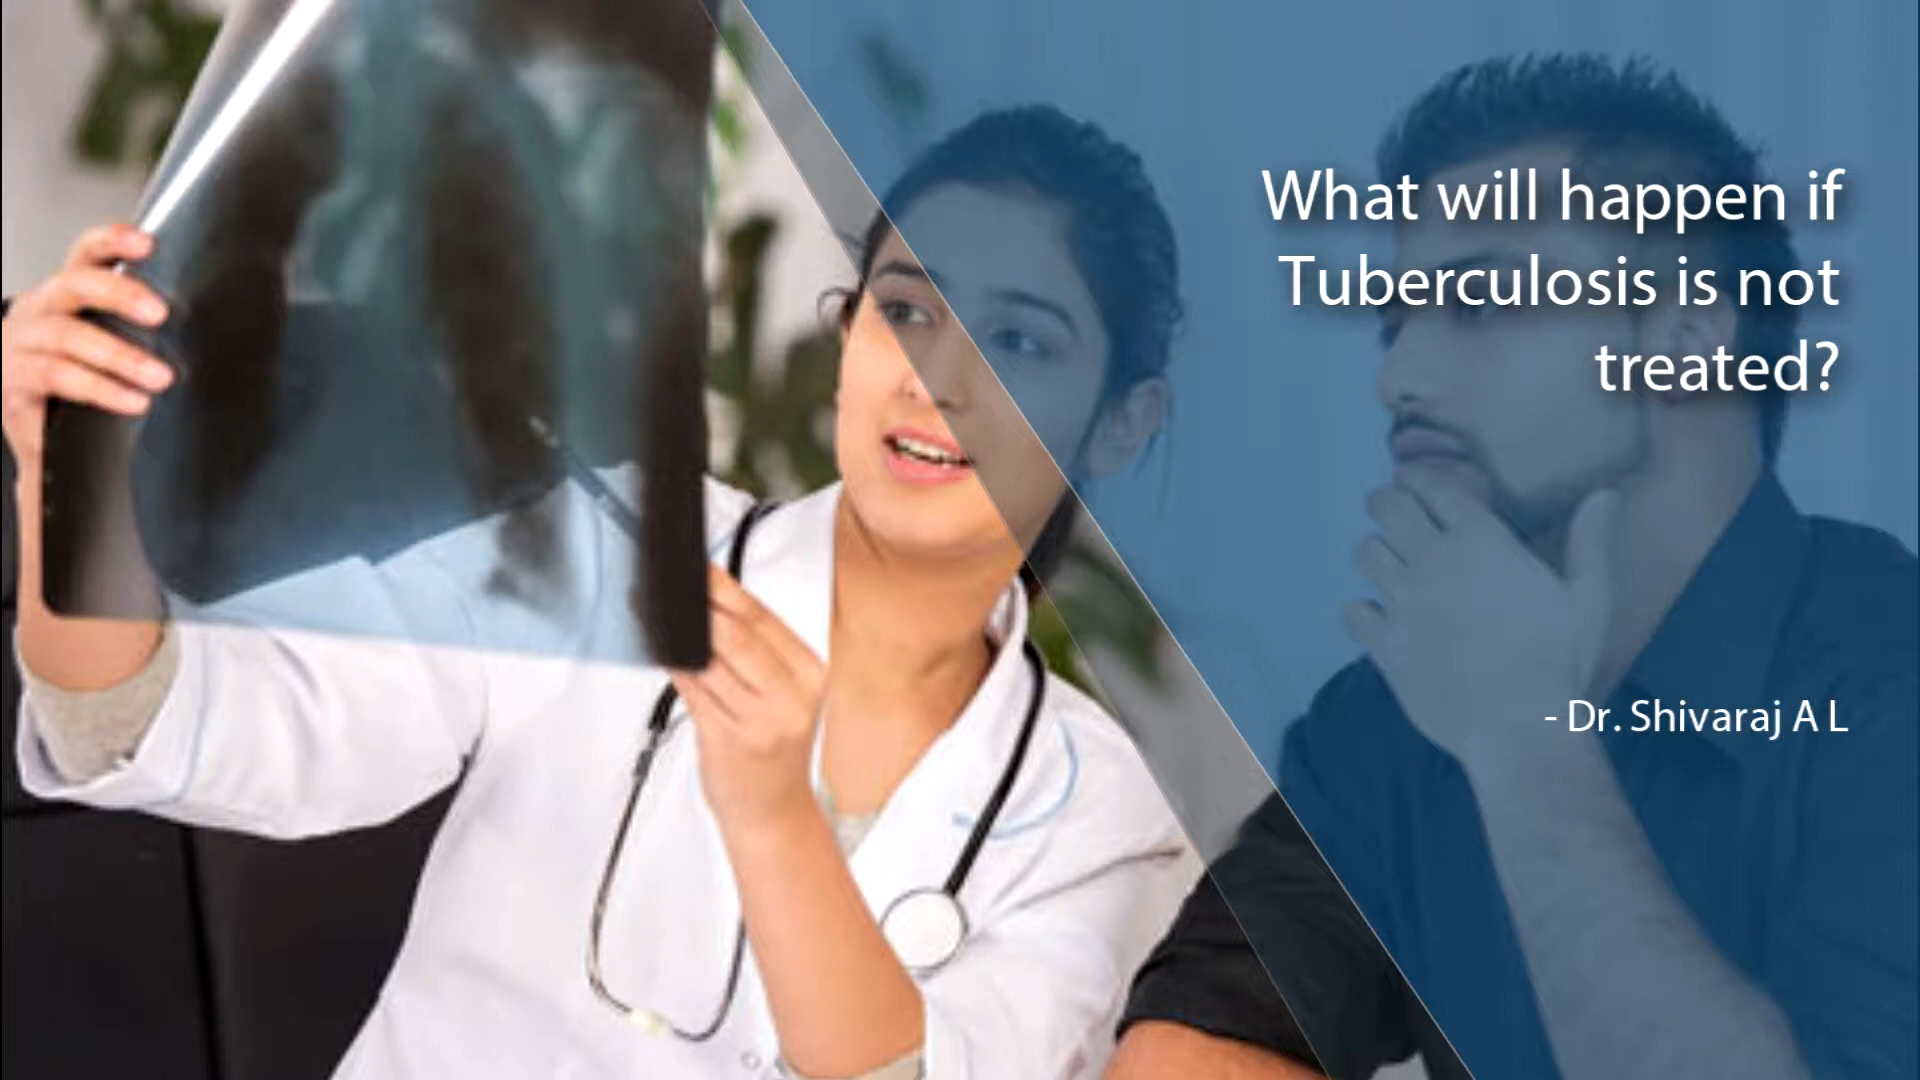 What will happen if
Tuberculosis is not
treated?
- Dr. Shivaraj A L